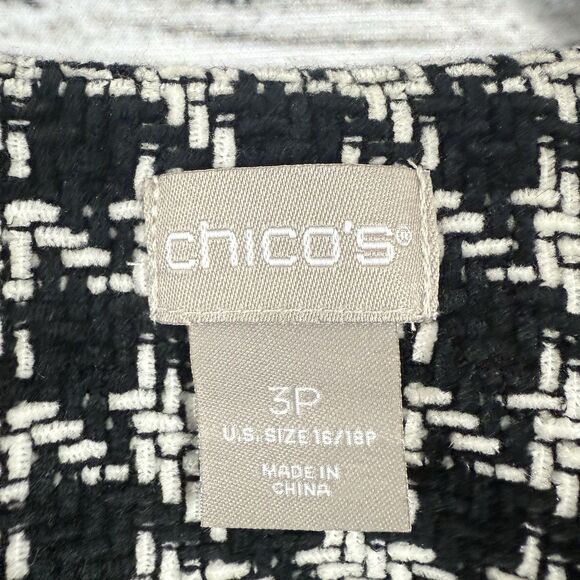 chico's®
3P
U.S. SIZE 16/18P
MADE IN
CHINA